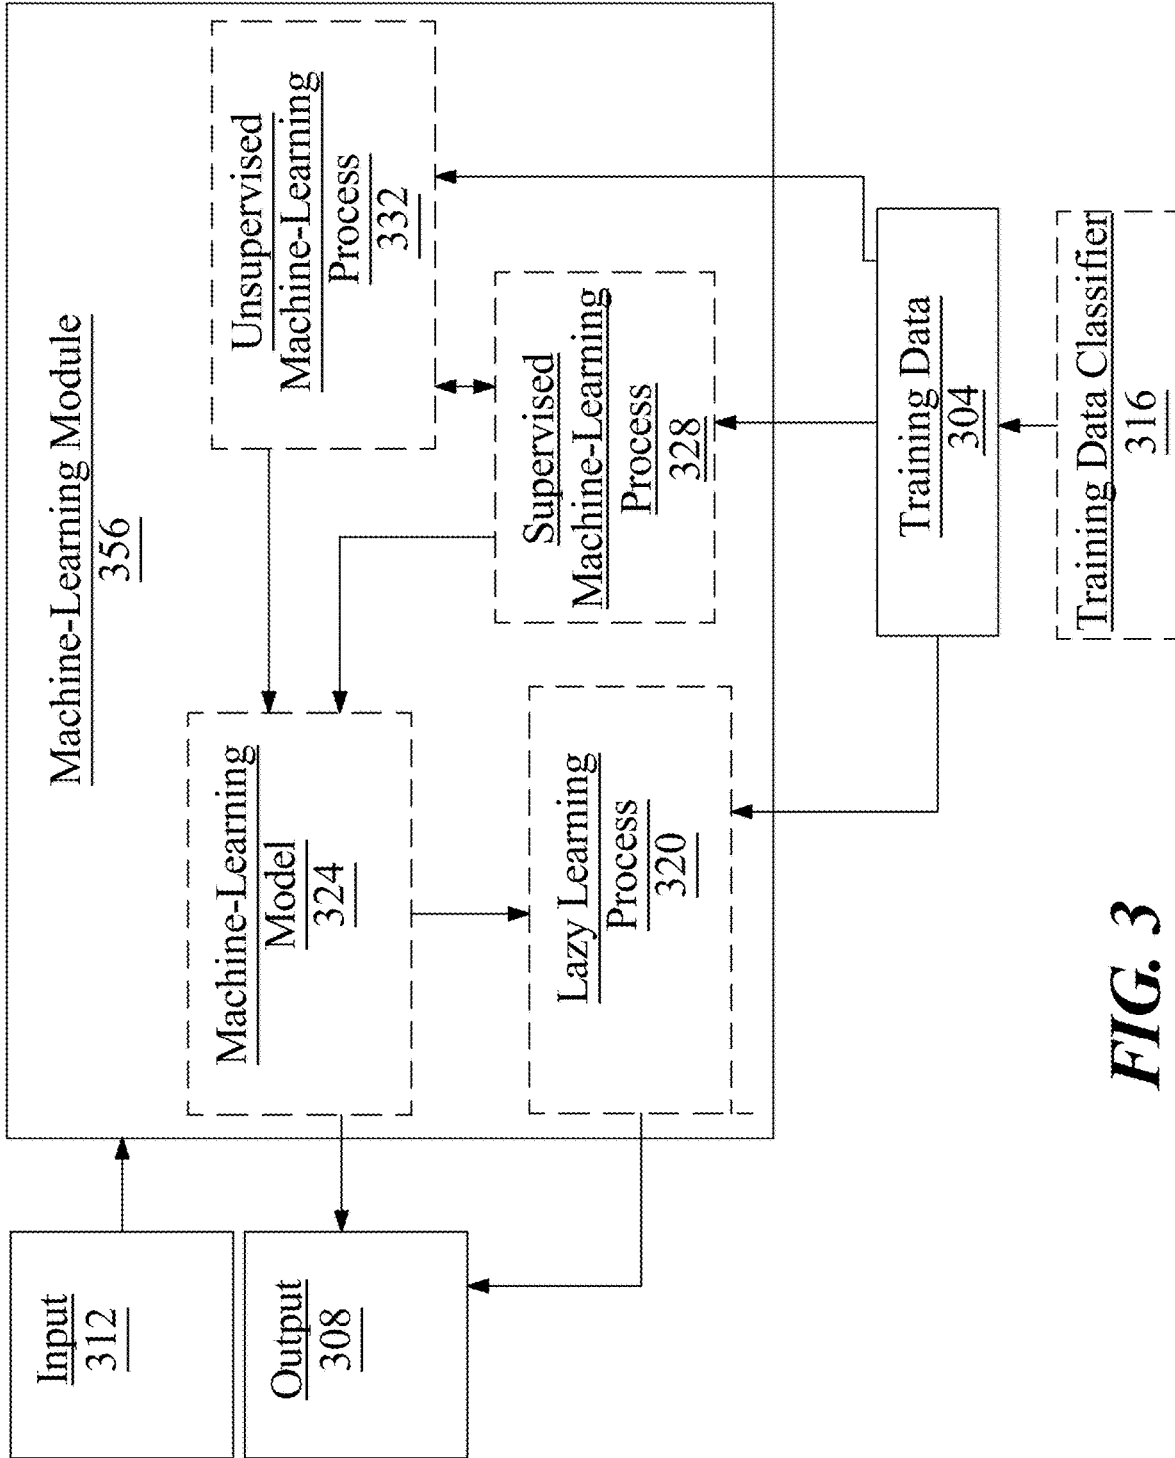 Machine-Learning Module
356
Input
312
Output
308
Machine-Learning
Model
324
Unsupervised
Machine-Learning
Process
332
Lazy Learning
Process
320
Supervised
Machine-Learning
Process
328
Training Data
304
Training Data Classifier
316
FIG. 3